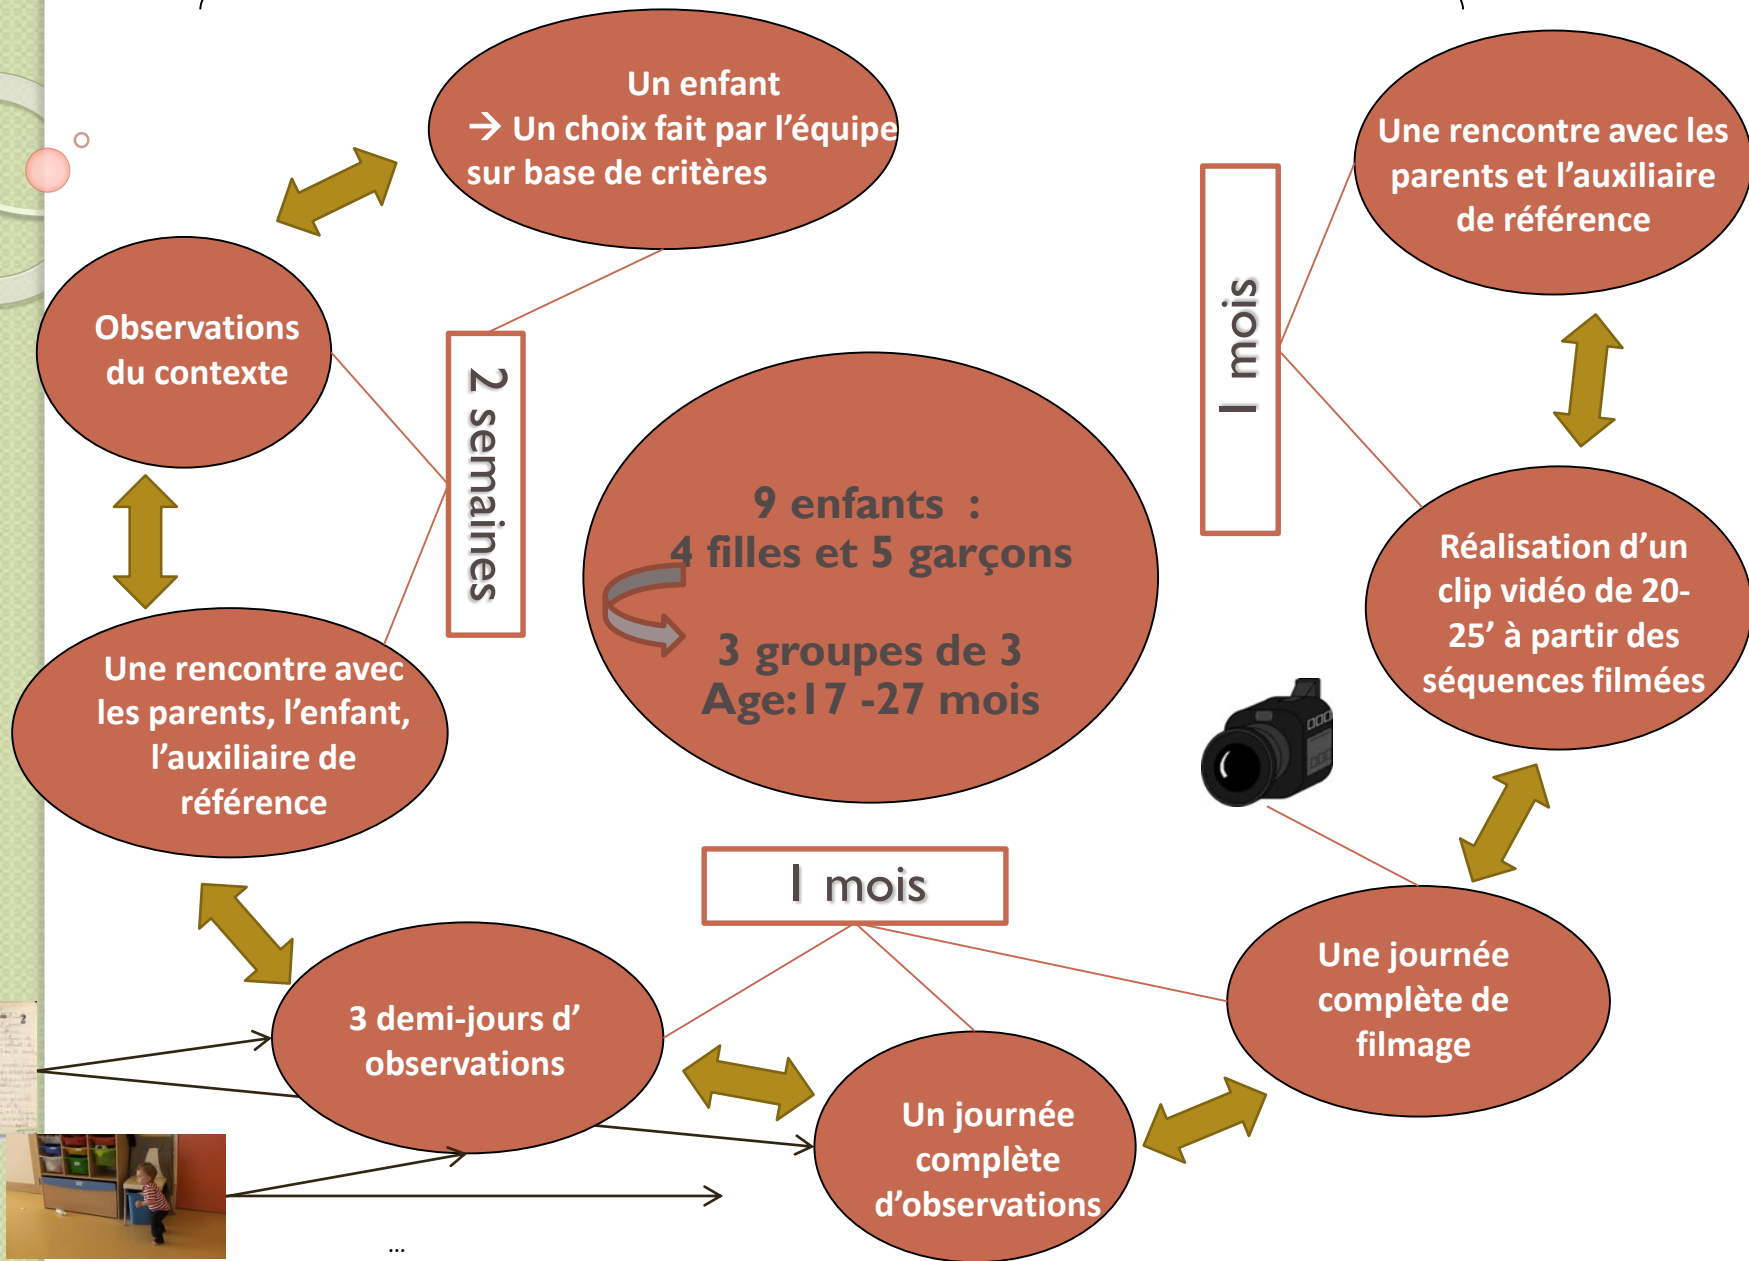 Un enfant
→ Un choix fait par l'équipe
sur base de critères
Observations
du contexte
Une rencontre avec
les parents, l'enfant,
l'auxiliaire de
référence
2 semaines
3 demi-jours d'
observations
Un journée
complète
d'observations
1 mois
Une journée
complète de
filmage
Réalisation d'un
clip vidéo de 20-
25' à partir des
séquences filmées
Une rencontre avec les
parents et l'auxiliaire
de référence
1 mois
9 enfants :
4 filles et 5 garçons
3 groupes de 3
Age:17 -27 mois
...